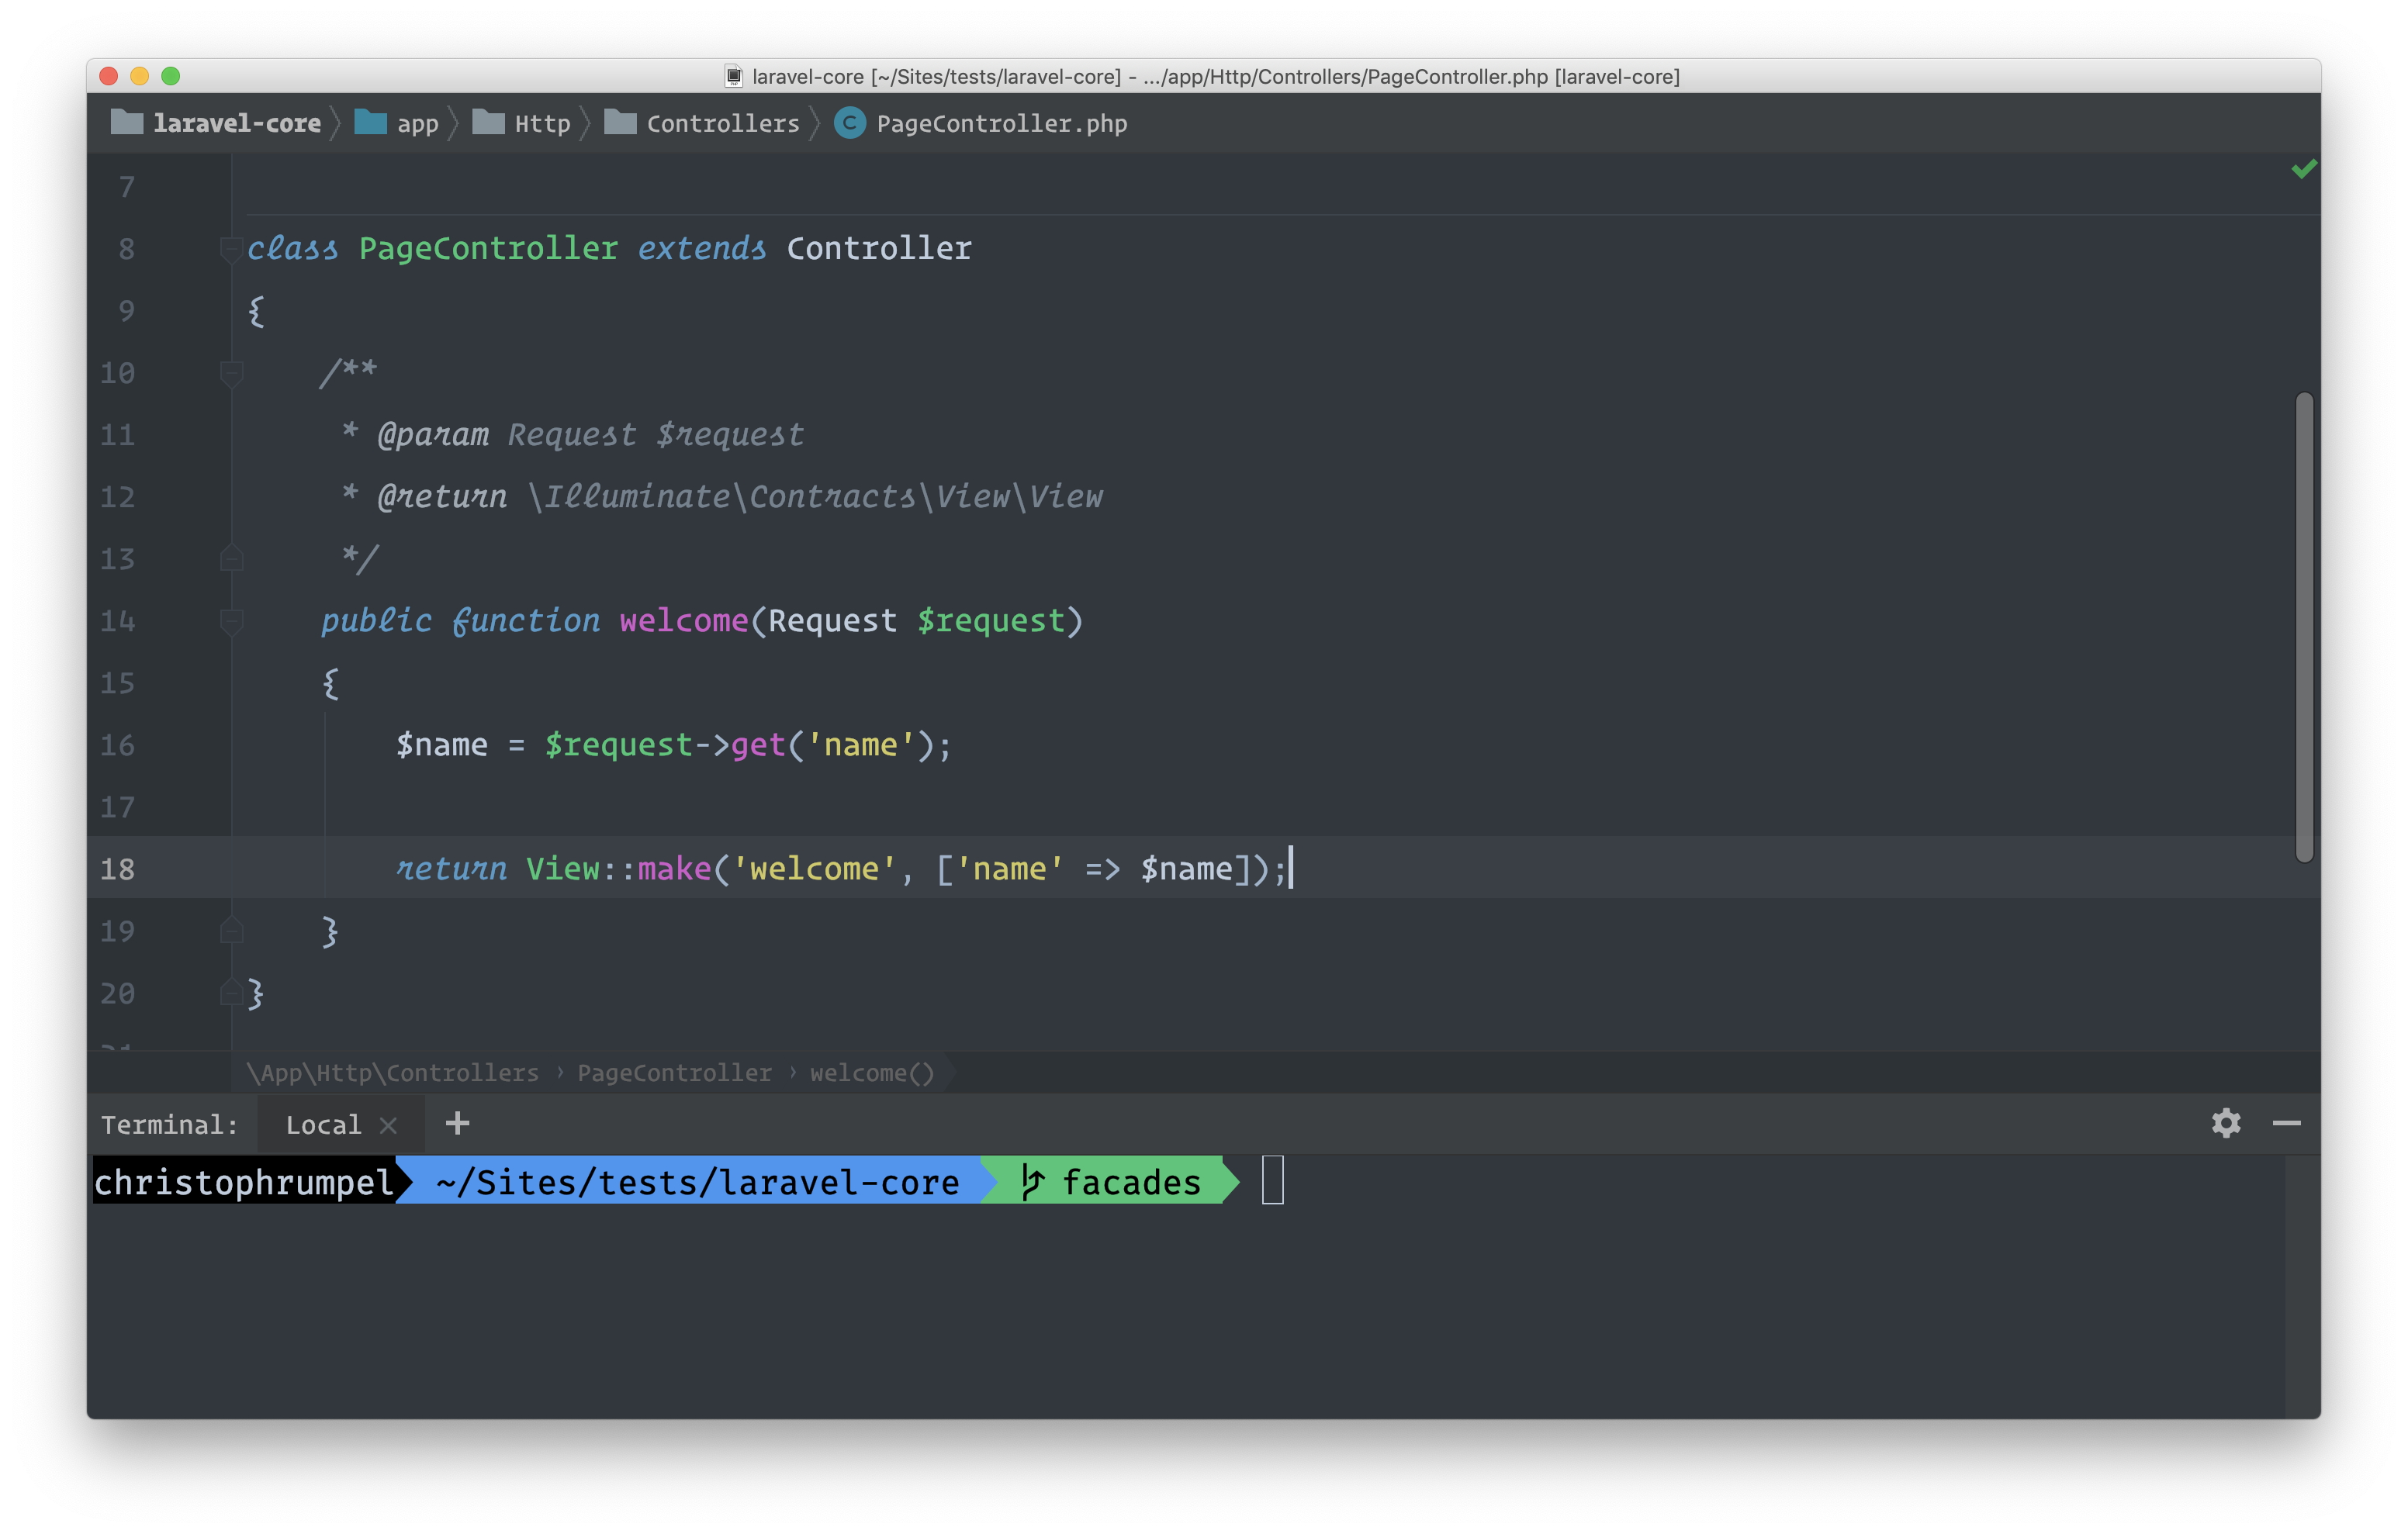 laravel-core [~/Sites/tests/laravel-core] - .../app/Http/Controllers/PageController.php [laravel-core]
laravel-core app Http Controllers C PageController.php
7
8 class PageController extends Controller
9 {
10 /**
11 * @param Request $request
12 * @return \Illuminate\Contracts\View\View
13 */
14 public function welcome(Request $request)
15 {
16 $name = $request->get('name');
17
18 return View::make('welcome', ['name' => $name]);
19 }
20 }
\App\Http\Controllers › PageController › welcome()
Terminal: Local × +
christophrumpel ~/Sites/tests/laravel-core facades